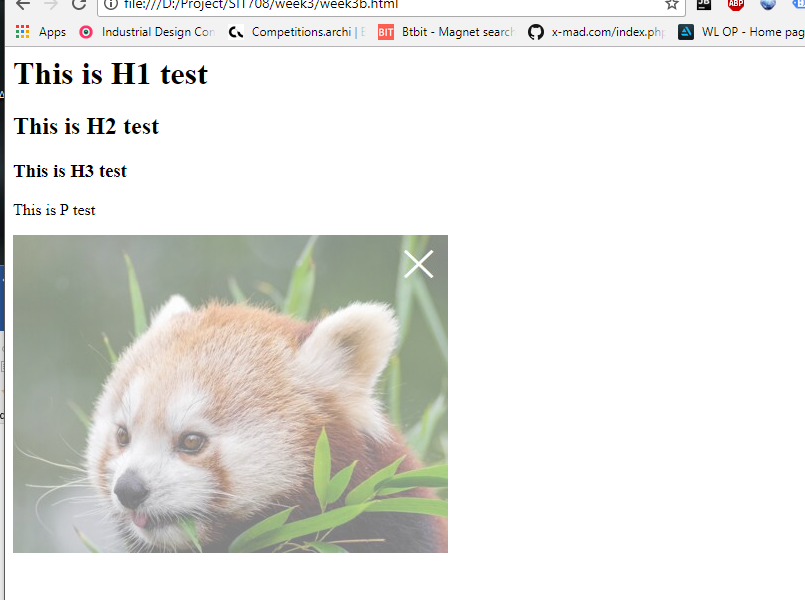 file:///D:/Project/SIT708/week3/week3b.html
Apps Industrial Design Con Competitions.archi | E BIT Btbit - Magnet search x-mad.com/index.php WL OP - Home pag
This is H1 test
This is H2 test
This is H3 test
This is P test